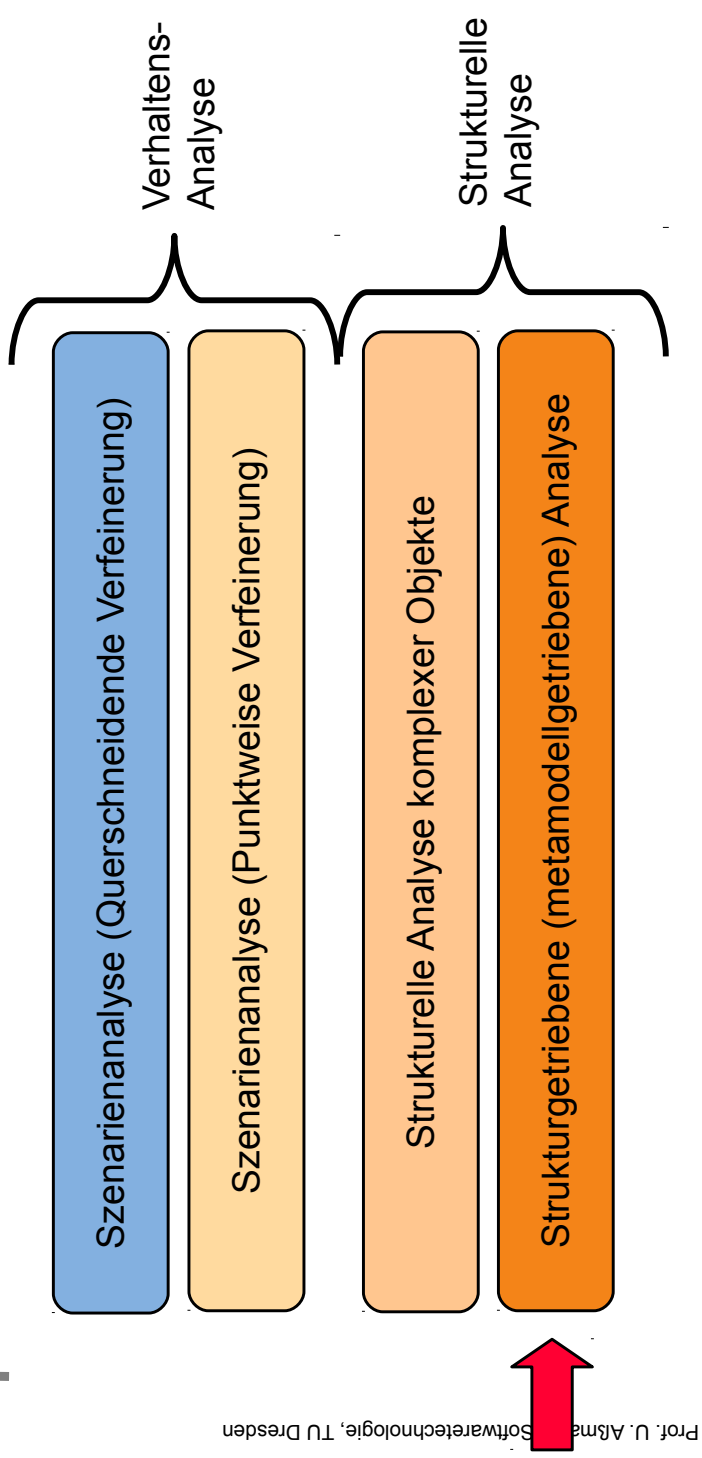 Szenarienanalyse (Querschneidende Verfeinerung)
Szenarienanalyse (Punktweise Verfeinerung)
Verhaltens-
Analyse
Strukturelle Analyse komplexer Objekte
Strukturgetriebene (metamodellgetriebene) Analyse
Strukturelle
Analyse
Prof. U. Aßma Softwaretechnologie, TU Dresden